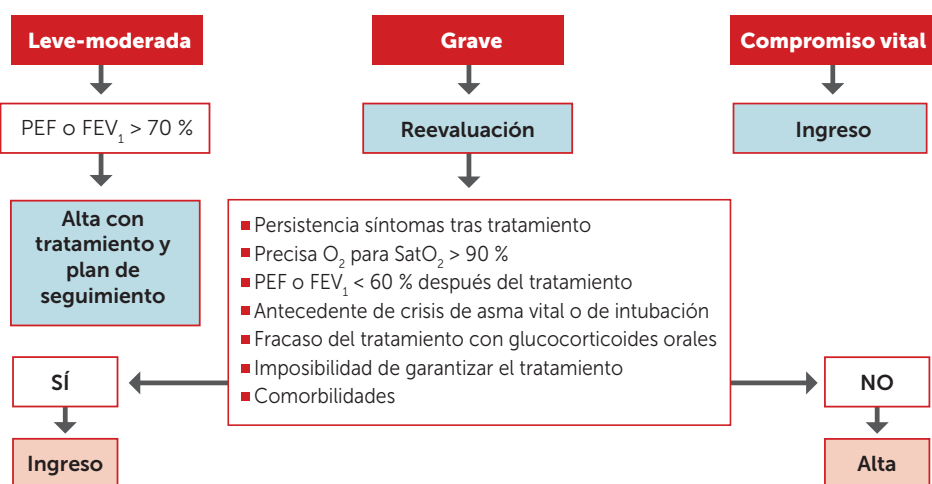 Leve-moderada
Grave
Compromiso vital
PEF o FEV₁ > 70 %
Reevaluación
Ingreso
Alta con
tratamiento y
plan de
seguimiento
Persistencia síntomas tras tratamiento
Precisa O₂ para SatO₂ > 90 %
PEF o FEV₁ < 60 % después del tratamiento
Antecedente de crisis de asma vital o de intubación
Fracaso del tratamiento con glucocorticoides orales
Imposibilidad de garantizar el tratamiento
Comorbilidades
SÍ
NO
Ingreso
Alta